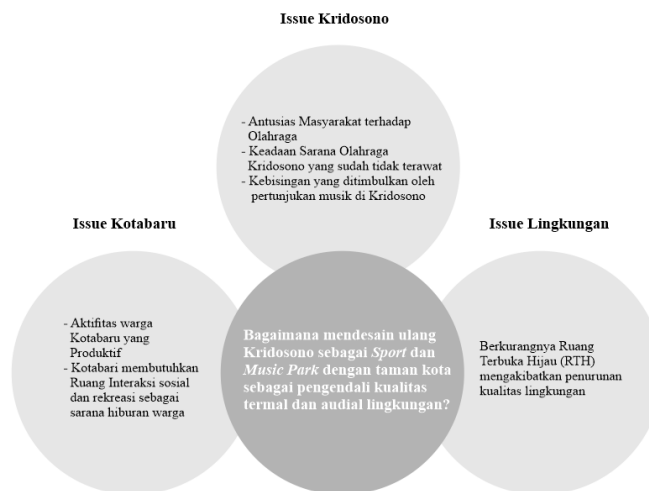 Issue Kridosono
- Antusias Masyarakat terhadap
Olahraga
- Keadaan Sarana Olahraga
Kridosono yang sudah tidak terawat
- Kebisingan yang ditimbulkan oleh
pertunjukan musik di Kridosono
Issue Kotabaru
- Aktifitas warga
Kotabaru yang
Produktif
- Kotabari membutuhkan
Ruang Interaksi sosial
dan rekreasi sebagai
sarana hiburan warga
Bagaimana mendesain ulang
Kridosono sebagai Sport dan
Music Park dengan taman kota
sebagai pengendali kualitas
termal dan audial lingkungan?
Issue Lingkungan
Berkurangnya Ruang
Terbuka Hijau (RTH)
mengakibatkan penurunan
kualitas lingkungan